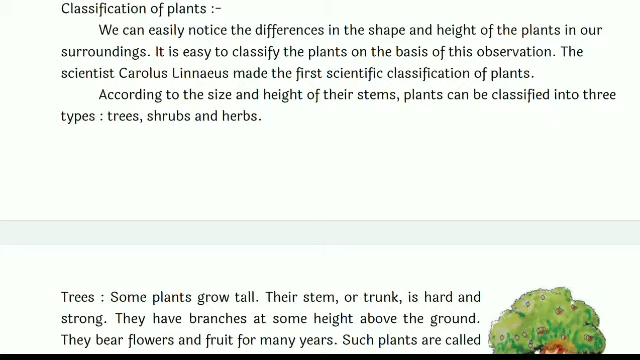 Classification of plants :-
We can easily notice the differences in the shape and height of the plants in our
surroundings. It is easy to classify the plants on the basis of this observation. The
scientist Carolus Linnaeus made the first scientific classification of plants.
According to the size and height of their stems, plants can be classified into three
types : trees, shrubs and herbs.
Trees : Some plants grow tall. Their stem, or trunk, is hard and
strong. They have branches at some height above the ground.
They bear flowers and fruit for many years. Such plants are called